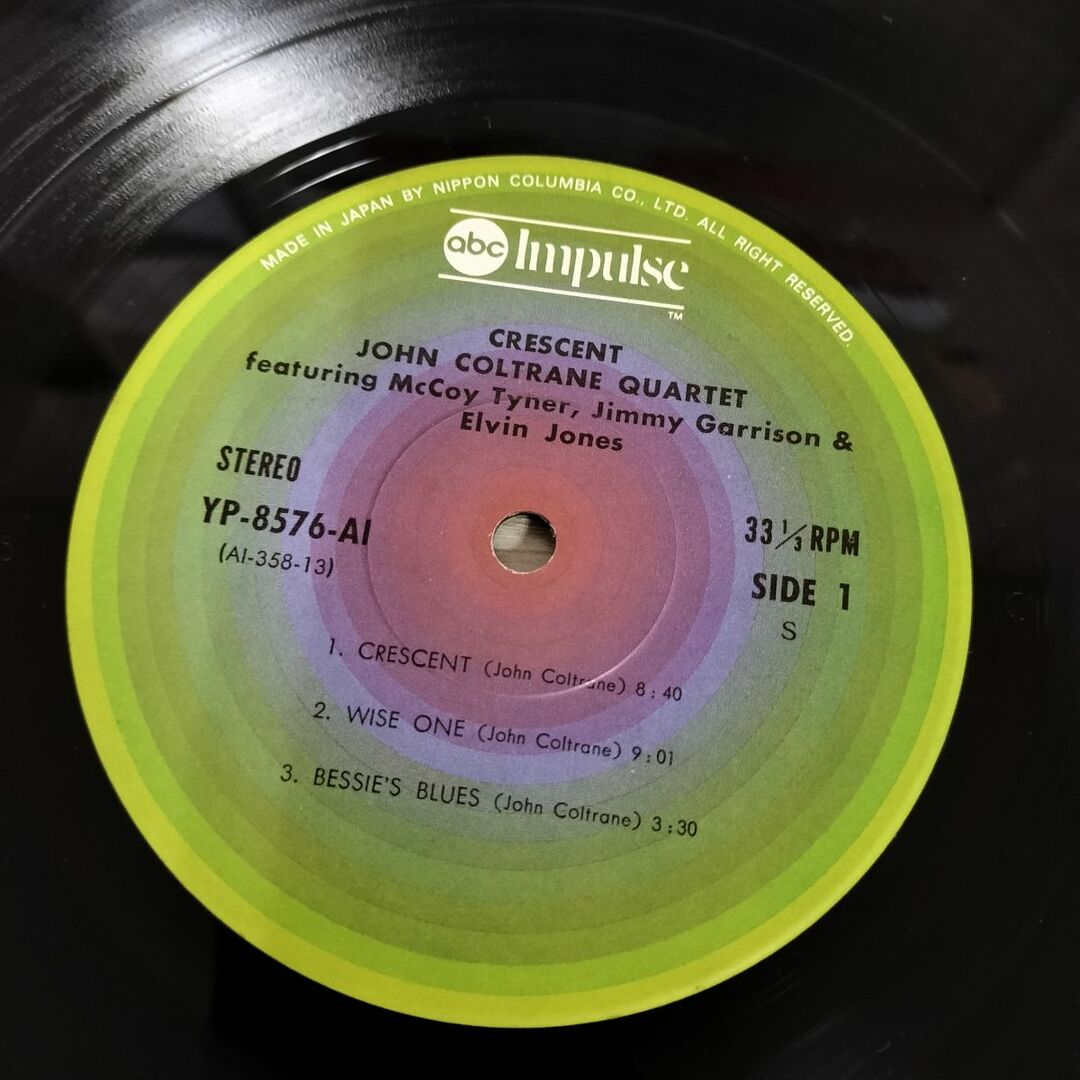 MADE IN JAPAN BY NIPPON COLUMBIA CO., LTD. ALL RIGHT RESERVED.
abc Impulse
TM
CRESCENT
JOHN COLTRANE QUARTET
featuring McCoy Tyner, Jimmy Garrison &
Elvin Jones
STEREO
YP-8576-AI
(AI-358-13)
33 1/3 RPM
SIDE 1
S
1. CRESCENT (John Coltrane) 8:40
2. WISE ONE (John Coltrane) 9:01
3. BESSIE'S BLUES (John Coltrane) 3:30